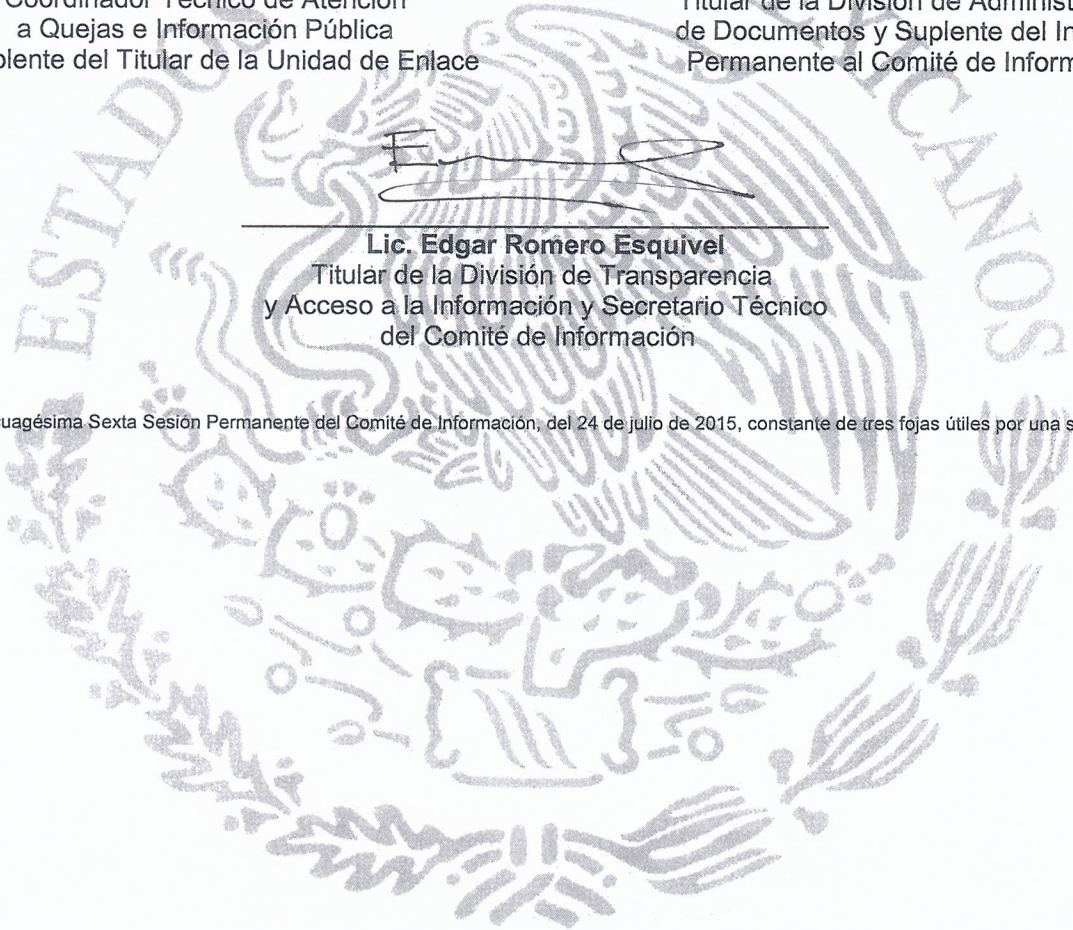 Coordinador Técnico de Atención
a Quejas e Información Pública
plente del Titular de la Unidad de Enlace
Titular de la División de Administ
de Documentos y Suplente del In
Permanente al Comité de Inform
Lic. Edgar Romero Esquivel
Titular de la División de Transparencia
y Acceso a la Información y Secretario Técnico
del Comité de Información
uagésima Sexta Sesión Permanente del Comité de Información, del 24 de julio de 2015, constante de tres fojas útiles por una s
ESTADOS
EXICANOS